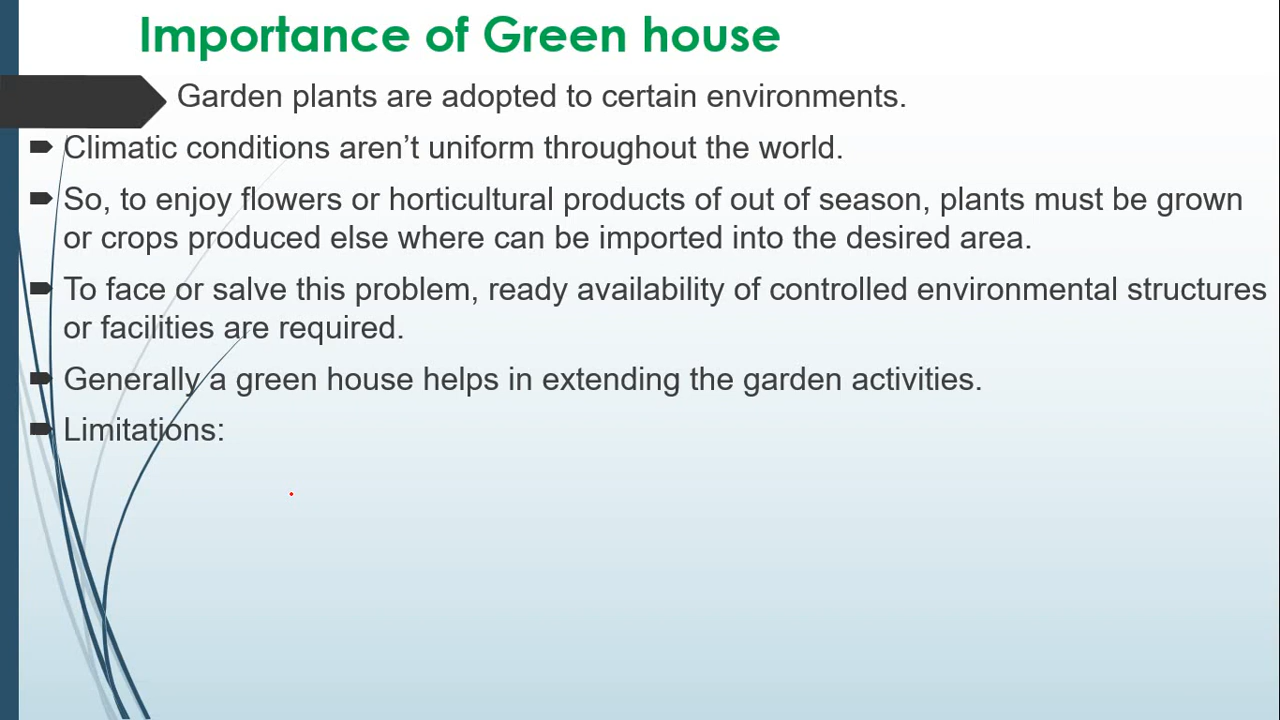 Importance of Green house
Garden plants are adopted to certain environments.
Climatic conditions aren’t uniform throughout the world.
So, to enjoy flowers or horticultural products of out of season, plants must be grown
or crops produced else where can be imported into the desired area.
To face or salve this problem, ready availability of controlled environmental structures
or facilities are required.
Generally a green house helps in extending the garden activities.
Limitations: